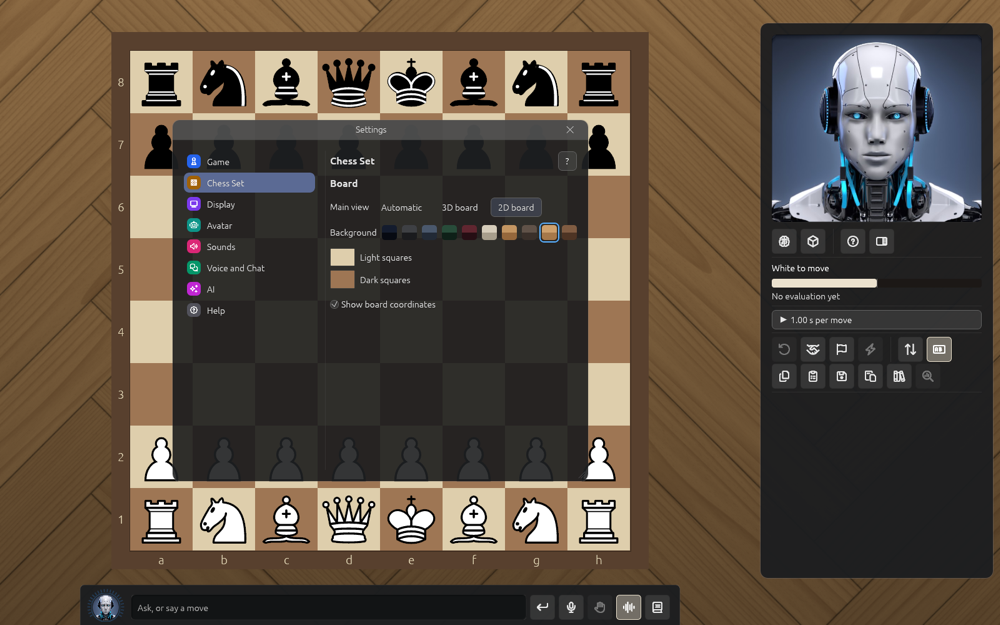 Settings
Game
Chess Set
Display
Avatar
Sounds
Voice and Chat
AI
Help
Chess Set
?
Board
Main view Automatic 3D board 2D board
Background
Light squares
Dark squares
Show board coordinates
8
7
6
5
4
3
2
1
a b c d e f g h
White to move
No evaluation yet
1.00 s per move
Ask, or say a move